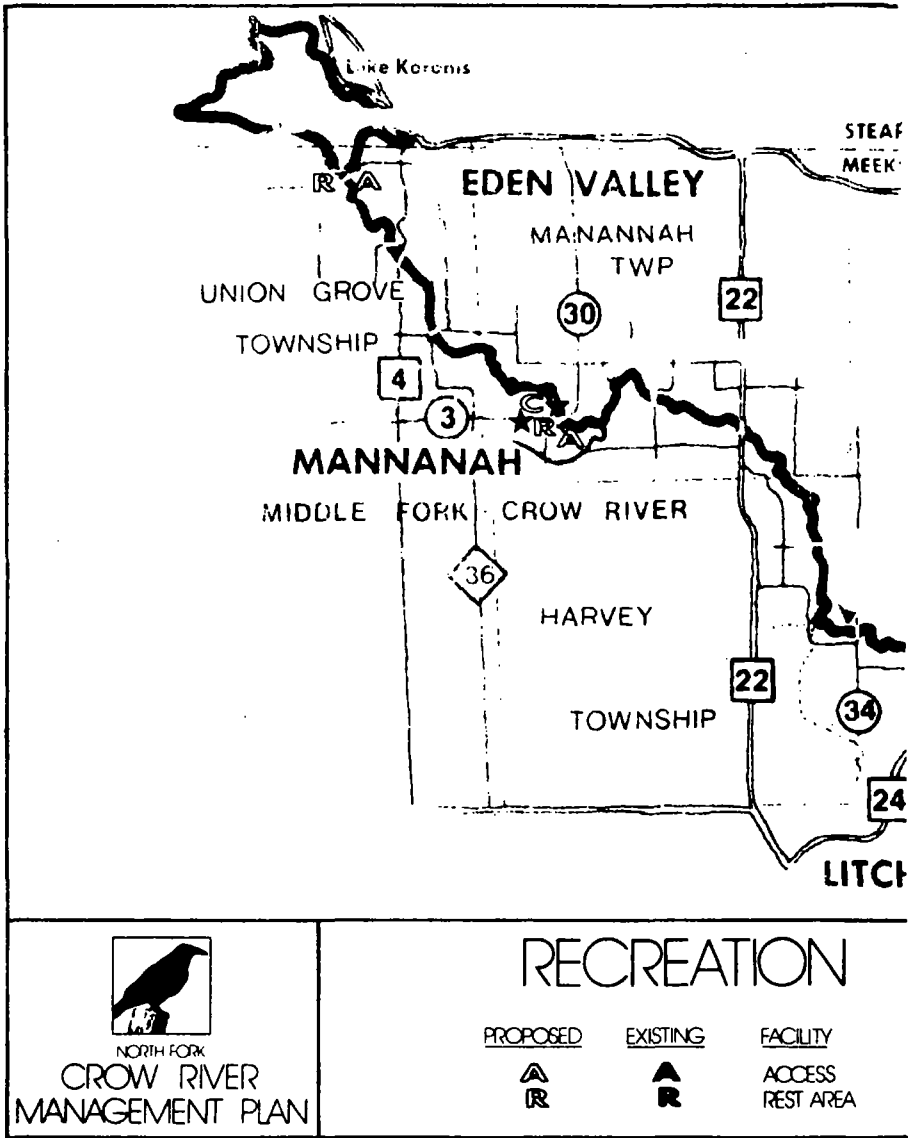 Lake Koronis
STEAR
MEEK
R A
EDEN VALLEY
MANANNAH
TWP
UNION GROVE
TOWNSHIP
22
30
4
3
C
R
A
MANNANAH
MIDDLE FORK CROW RIVER
36
HARVEY
TOWNSHIP
22
34
24
LITCH
NORTH FORK
CROW RIVER
MANAGEMENT PLAN
RECREATION
PROPOSED EXISTING FACILITY
A A ACCESS
R R REST AREA